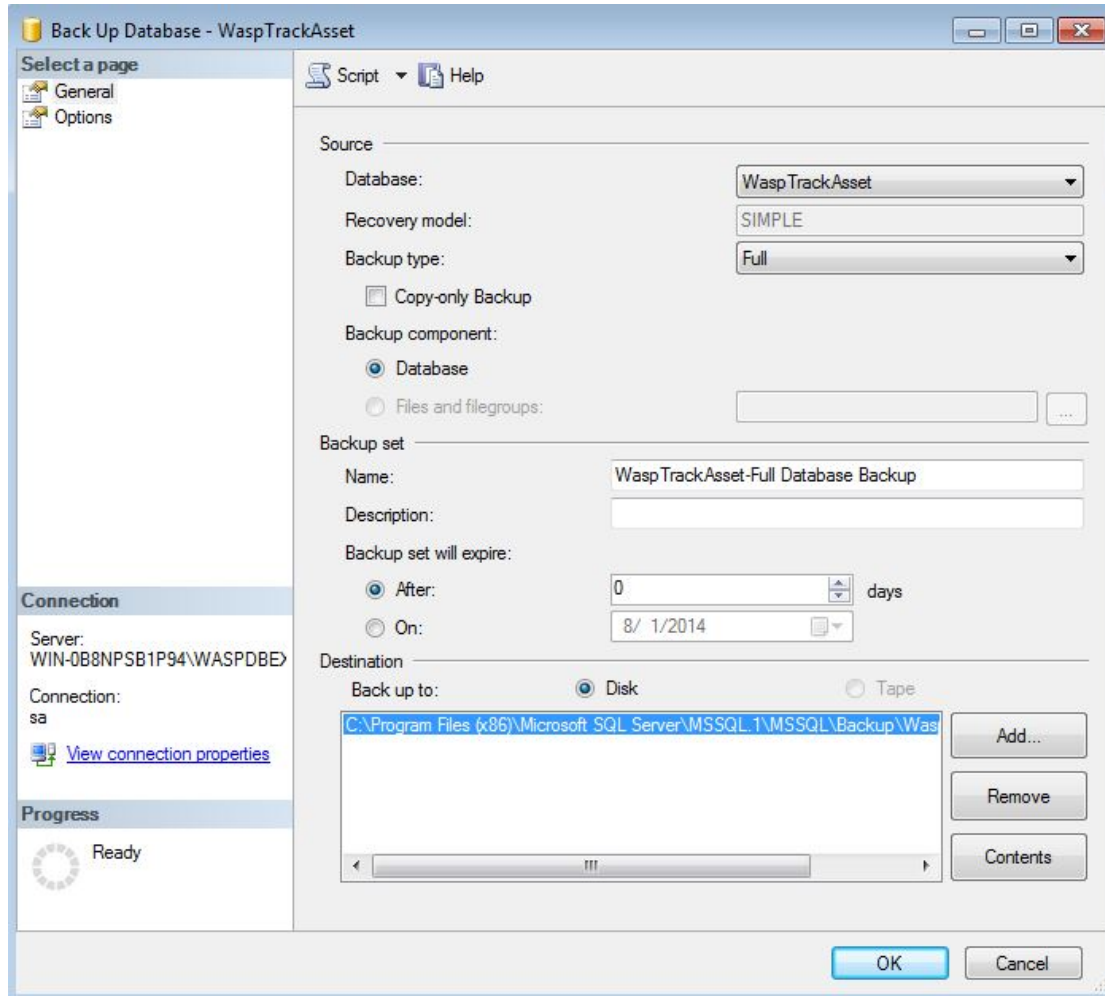 Back Up Database - WaspTrackAsset
Select a page
General
Options
Script Help
Source
Database: WaspTrackAsset
Recovery model: SIMPLE
Backup type: Full
Copy-only Backup
Backup component:
Database
Files and filegroups: ...
Backup set
Name: WaspTrackAsset-Full Database Backup
Description:
Backup set will expire:
After: 0 days
On: 8/ 1/2014
Destination
Back up to: Disk Tape
C:\Program Files (x86)\Microsoft SQL Server\MSSQL.1\MSSQL\Backup\Was
Add...
Remove
Contents
Connection
Server:
WIN-0B8NPSB1P94\WASPDBEX
Connection:
sa
View connection properties
Progress
Ready
OK Cancel